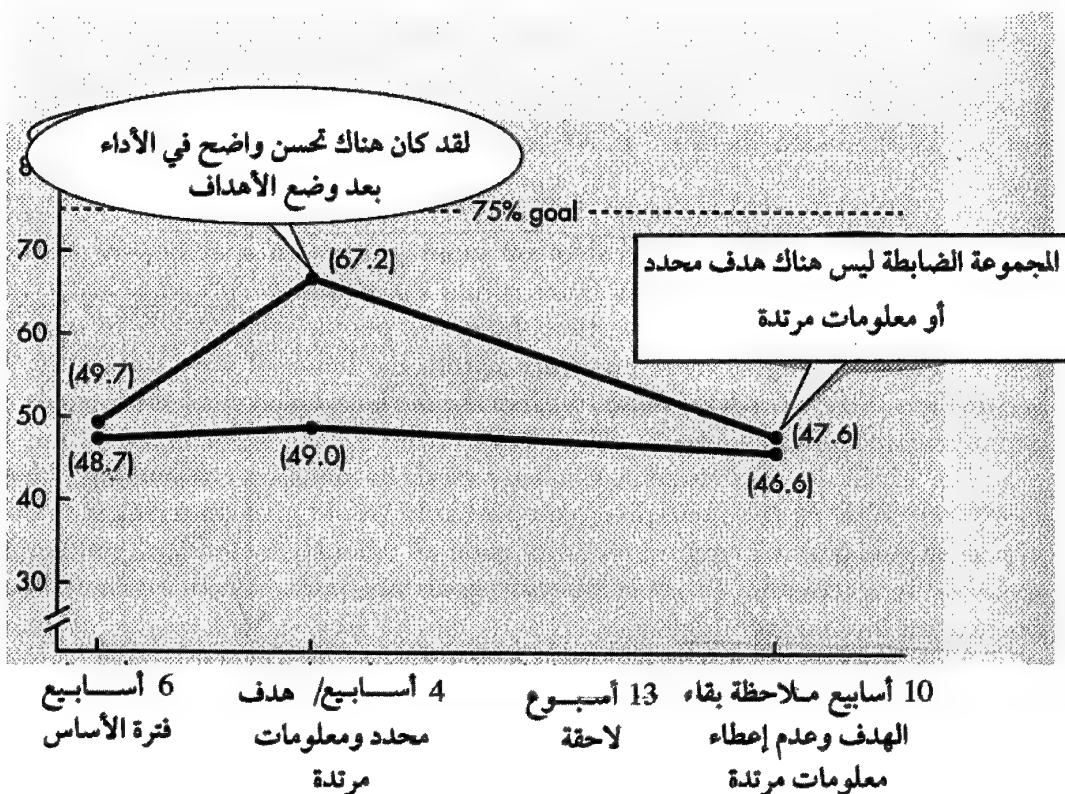 لقد كان هناك تحسن واضح في الأداء
بعد وضع الأهداف
8
75% goal
70
(67.2)
المجموعة الضابطة ليس هناك هدف محدد
أو معلومات مرتدة
60
(49.7)
50
(47.6)
(48.7)
(49.0)
(46.6)
40
30
6 أسابيع
فترة الأساس
4 أسابيع/ هدف
محدد ومعلومات
مرتدة
13 أسبوع
لاحقة
10 أسابيع ملاحظة بقاء
الهدف وعدم إعطاء
معلومات مرتدة